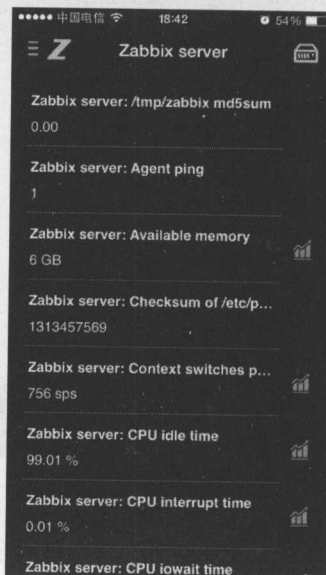 中国电信 18:42 54%
Z Zabbix server
Zabbix server: /tmp/zabbix md5sum
0.00
Zabbix server: Agent ping
1
Zabbix server: Available memory
6 GB
Zabbix server: Checksum of /etc/p...
1313457569
Zabbix server: Context switches p...
756 sps
Zabbix server: CPU idle time
99.01 %
Zabbix server: CPU interrupt time
0.01 %
Zabbix server: CPU iowait time